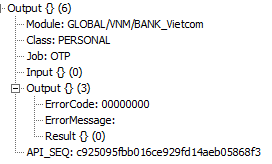 Output {} (6)
Module: GLOBAL/VNM/BANK_Vietcom
Class: PERSONAL
Job: OTP
Input {} (0)
Output {} (3)
ErrorCode: 00000000
ErrorMessage:
Result {} (0)
API_SEQ: c925095fbb016ce929fd14aeb05868f3